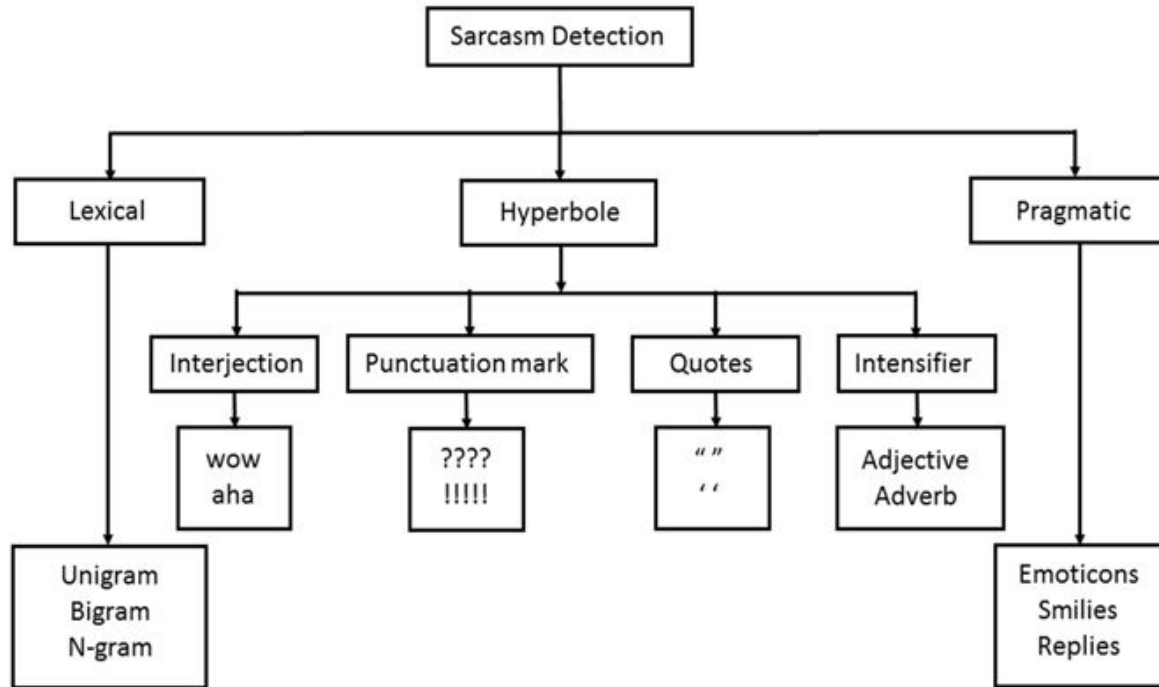 Sarcasm Detection
Lexical
Hyperbole
Pragmatic
Interjection
Punctuation mark
Quotes
Intensifier
wow
aha
????
!!!!!
“ ”
‘ ‘
Adjective
Adverb
Unigram
Bigram
N-gram
Emoticons
Smilies
Replies